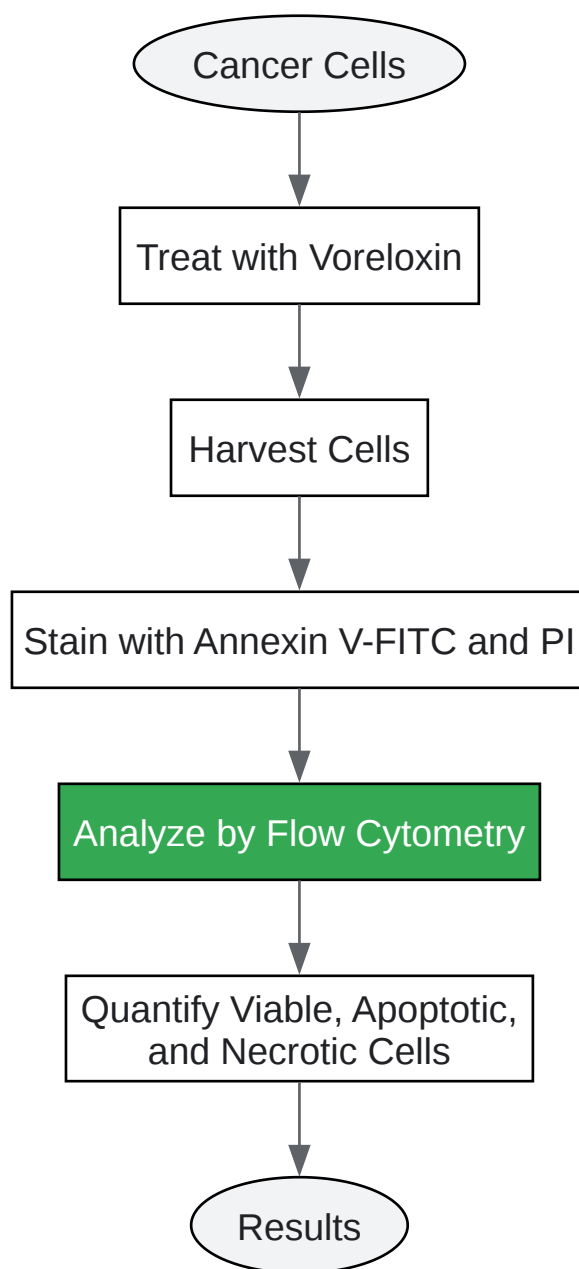 Cancer Cells
Treat with Voreloxin
Harvest Cells
Stain with Annexin V-FITC and PI
Analyze by Flow Cytometry
Quantify Viable, Apoptotic,
and Necrotic Cells
Results